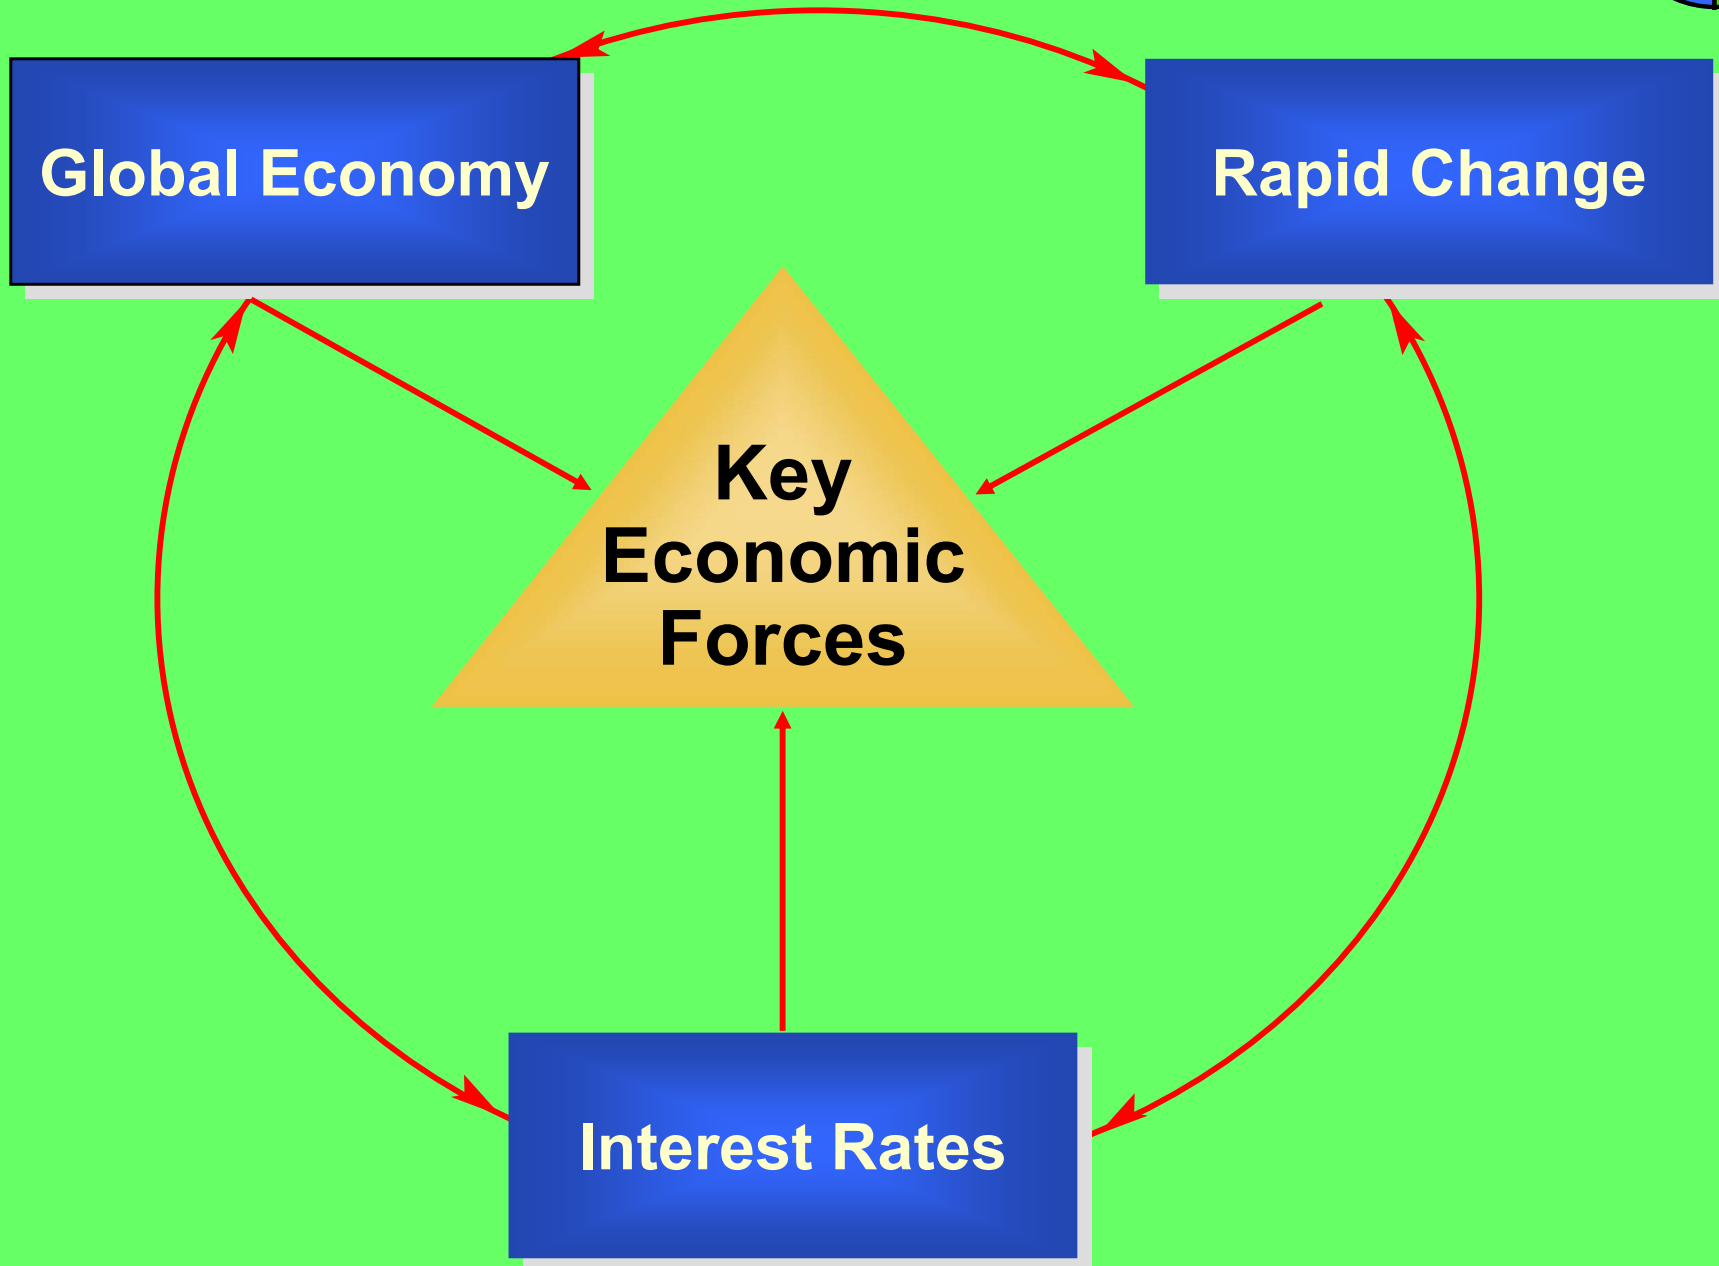 Global Economy
Rapid Change
Key
Economic
Forces
Interest Rates